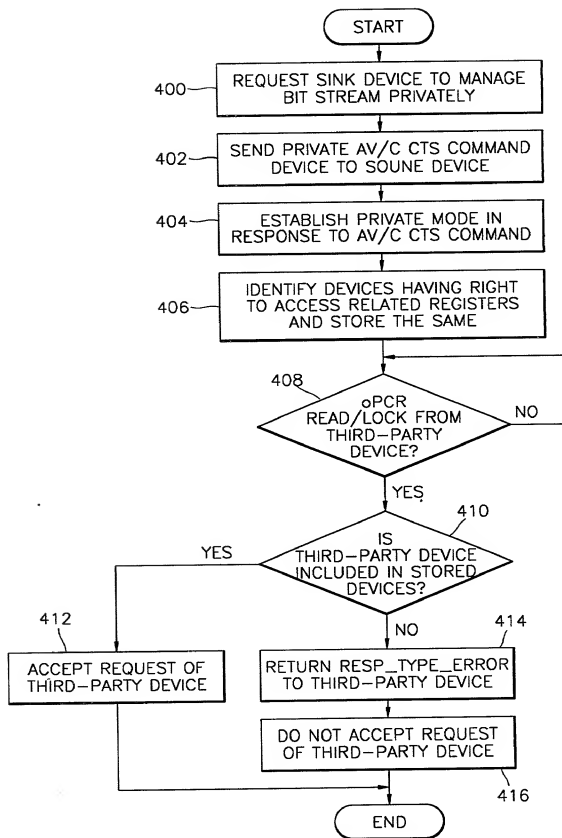 START
400
REQUEST SINK DEVICE TO MANAGE
BIT STREAM PRIVATELY
402
SEND PRIVATE AV/C CTS COMMAND
DEVICE TO SOUNE DEVICE
404
ESTABLISH PRIVATE MODE IN
RESPONSE TO AV/C CTS COMMAND
406
IDENTIFY DEVICES HAVING RIGHT
TO ACCESS RELATED REGISTERS
AND STORE THE SAME
408
oPCR
READ/LOCK FROM
THIRD-PARTY
DEVICE?
NO
YES
410
IS
THIRD-PARTY DEVICE
INCLUDED IN STORED
DEVICES?
YES
NO
412
ACCEPT REQUEST OF
THIRD-PARTY DEVICE
414
RETURN RESP_TYPE_ERROR
TO THIRD-PARTY DEVICE
DO NOT ACCEPT REQUEST
OF THIRD-PARTY DEVICE
416
END